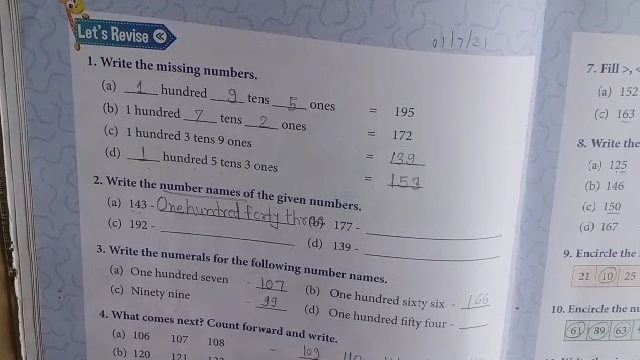 Let's Revise
01/7/21
1. Write the missing numbers.
(a) 1 hundred 9 tens 5 ones = 195
(b) 1 hundred 7 tens 2 ones = 172
(c) 1 hundred 3 tens 9 ones = 139
(d) 1 hundred 5 tens 3 ones = 153
2. Write the number names of the given numbers.
(a) 143 - One hundred forty three (b) 177 -
(c) 192 - (d) 139 -
3. Write the numerals for the following number names.
(a) One hundred seven - 107 (b) One hundred sixty six - 166
(c) Ninety nine - 99 (d) One hundred fifty four -
4. What comes next? Count forward and write.
(a) 106 107 108 - 109
(b) 120 121
7. Fill >, <
(a) 152
(c) 163
8. Write the
(a) 125
(b) 146
(c) 150
(d) 167
9. Encircle the
21 10 25
10. Encircle the
61 89 63